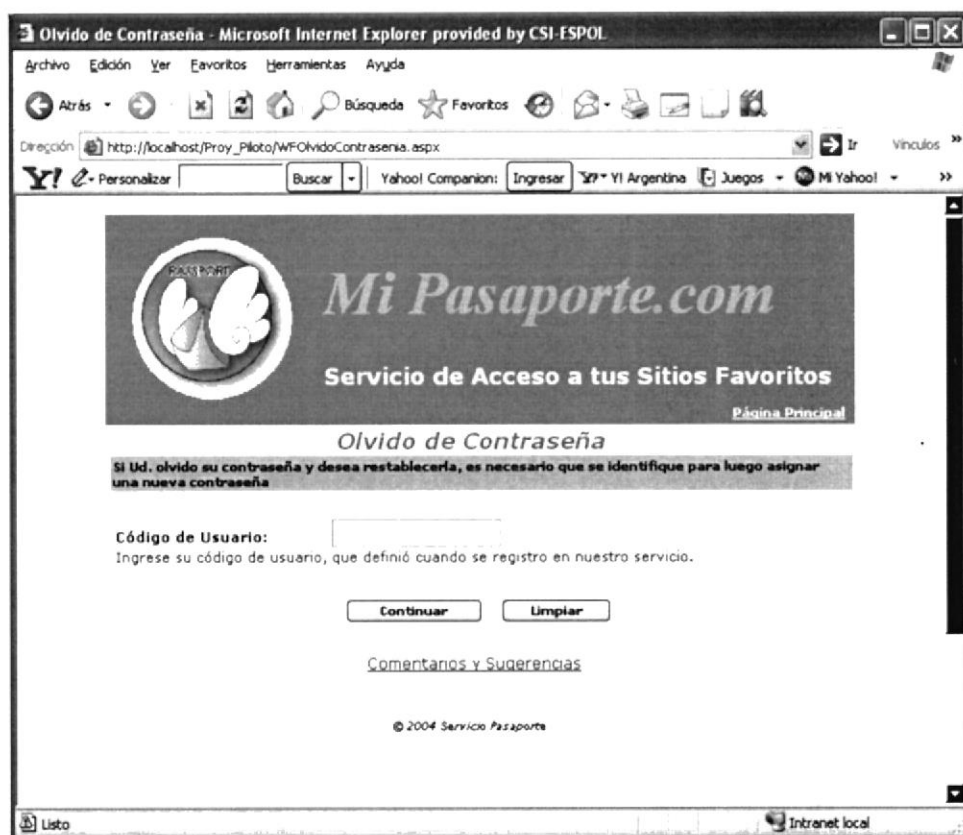 Olvido de Contraseña - Microsoft Internet Explorer provided by CSI-ESPOL
Archivo Edición Ver Favoritos Herramientas Ayuda
Atrás Búsqueda Favoritos
Dirección http://localhost/Proy_Piloto/WFOlvidoContrasenia.aspx Ir Vínculos »
Y! Personalizar Buscar Yahoo! Companion: Ingresar Y! Argentina Juegos Mi Yahoo! »
PASSPORT
Mi Pasaporte.com
Servicio de Acceso a tus Sitios Favoritos
Página Principal
Olvido de Contraseña
Si Ud. olvido su contraseña y desea restablecerla, es necesario que se identifique para luego asignar
una nueva contraseña
Código de Usuario:
Ingrese su código de usuario, que definió cuando se registro en nuestro servicio.
Continuar Limpiar
Comentarios y Sugerencias
© 2004 Servicio Pasaporte
Listo Intranet local